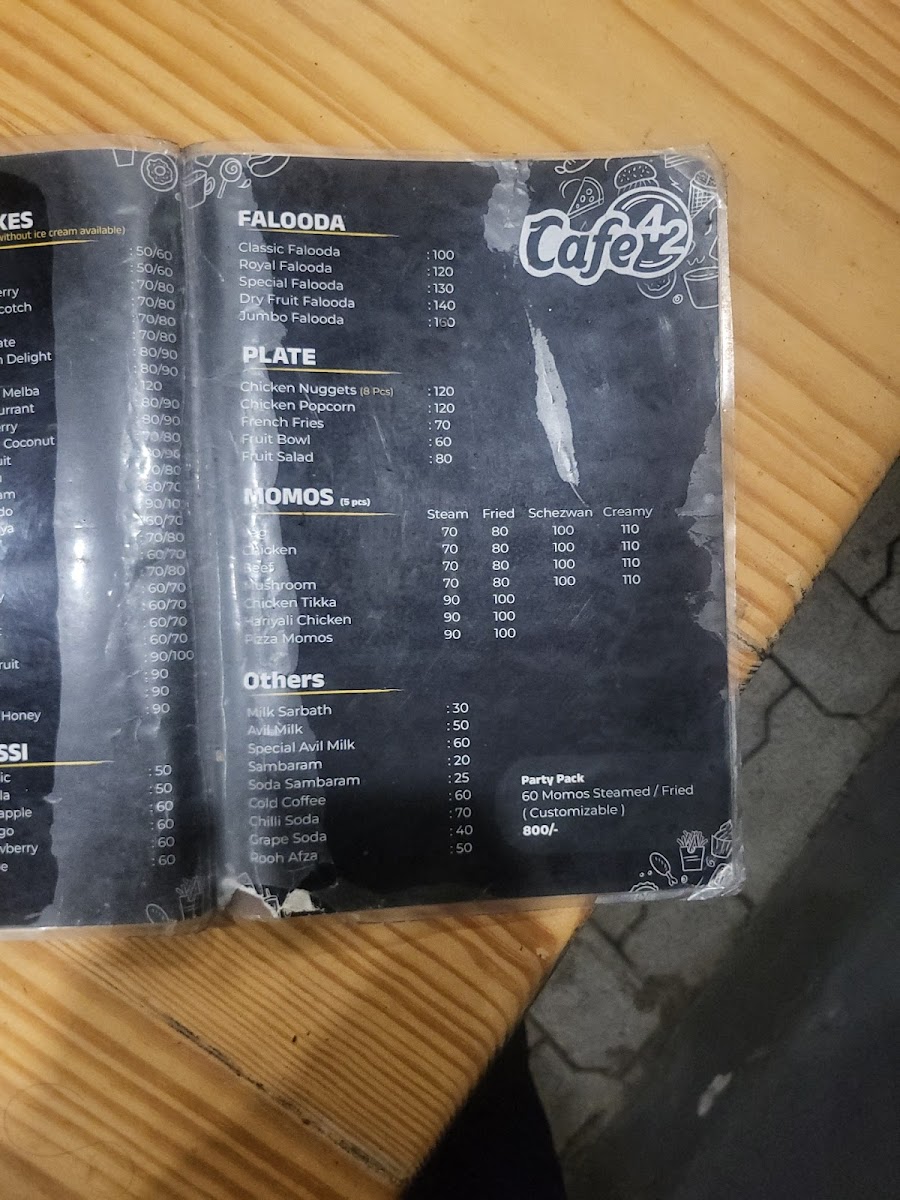 KES
without ice cream available)
: 50/60
: 50/60
erry : 70/80
cotch : 70/80
: 70/80
ate : 70/80
n Delight : 80/90
: 80/90
Melba : 120
urrant : 80/90
rry : 80/90
Coconut : 70/80
uit
70/80
am
do
ya
: 70/80
: 60/70
: 70/80
: 60/70
y : 60/70
: 60/70
: 60/70
: 90/100
ruit : 90
: 90
: 90
Honey
SSI
ic : 50
la : 50
apple : 60
go : 60
wberry : 60
e : 60
Cafe 42
FALOODA
Classic Falooda : 100
Royal Falooda : 120
Special Falooda : 130
Dry Fruit Falooda : 140
Jumbo Falooda : 160
PLATE
Chicken Nuggets (8 Pcs) : 120
Chicken Popcorn : 120
French Fries : 70
Fruit Bowl : 60
Fruit Salad : 80
MOMOS (5 pcs)
Steam Fried Schezwan Creamy
70 80 100 110
Chicken 70 80 100 110
Beef 70 80 100 110
Mushroom 70 80 100 110
Chicken Tikka 90 100
Hariyali Chicken 90 100
Pizza Momos 90 100
Others
Milk Sarbath : 30
Avil Milk : 50
Special Avil Milk : 60
Sambaram : 20
Soda Sambaram : 25
Cold Coffee : 60
Chilli Soda : 70
Grape Soda : 40
Rooh Afza : 50
Party Pack
60 Momos Steamed / Fried
( Customizable )
800/-